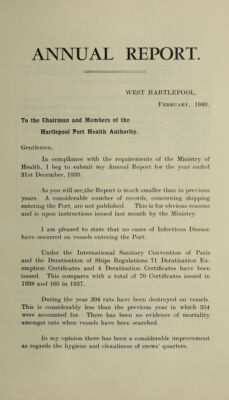 ANNUAL REPORT.
WEST HARTLEPOOL,
FEBRUARY, 1940.
To the Chairman and Members of the
Hartlepool Port Health Authority.
Gentlemen,
In compliance with the requirements of the Ministry of
Health, I beg to submit my Annual Report for the year ended
31st December, 1939.
As you will see, the Report is much smaller than in previous
years. A considerable number of records, concerning shipping
entering the Port, are not published. This is for obvious reasons
and is upon instructions issued last month by the Ministry.
I am pleased to state that no cases of Infectious Disease
have occurred on vessels entering the Port.
Under the International Sanitary Convention of Paris
and the Deratisation of Ships Regulations 71 Deratisation Ex-
emption Certificates and 4 Deratisation Certificates have been
issued. This compares with a total of 70 Certificates issued in
1938 and 105 in 1937.
During the year 204 rats have been destroyed on vessels.
This is considerably less than the previous year in which 354
were accounted for. There has been no evidence of mortality
amongst rats when vessels have been searched.
In my opinion there has been a considerable improvement
as regards the hygiene and cleanliness of crews' quarters.